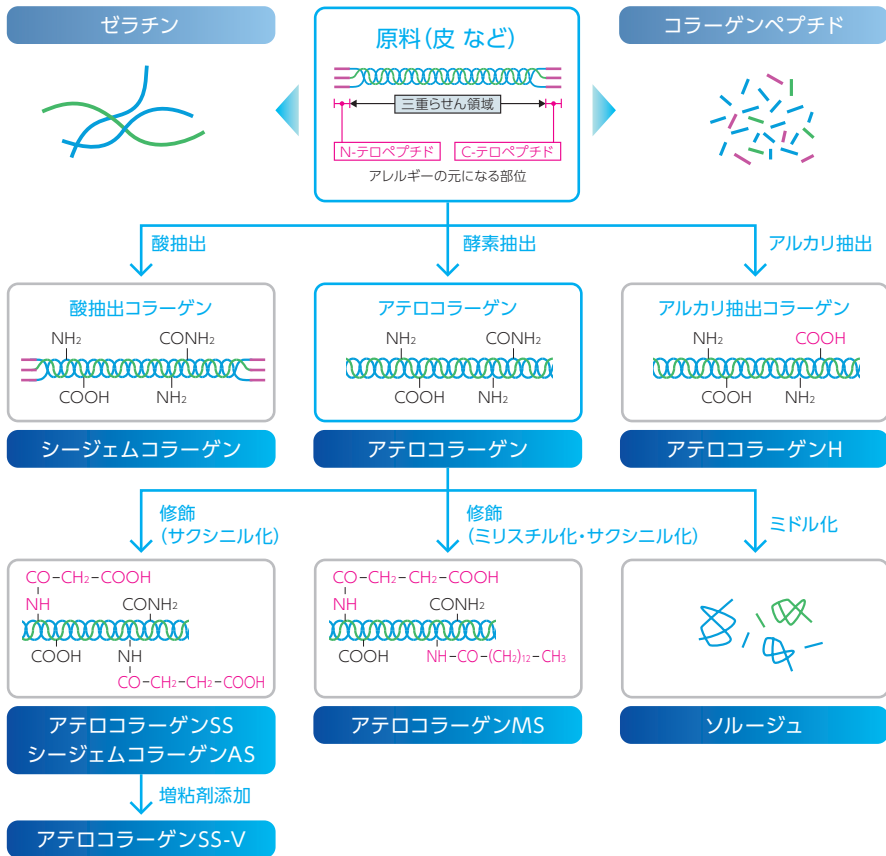 ゼラチン
原料(皮 など)
コラーゲンペプチド
三重らせん領域
N-テロペプチド
C-テロペプチド
アレルギーの元になる部位
酸抽出
酵素抽出
アルカリ抽出
酸抽出コラーゲン
NH₂
CONH₂
COOH
NH₂
シージェムコラーゲン
アテロコラーゲン
NH₂
CONH₂
COOH
NH₂
アテロコラーゲン
アルカリ抽出コラーゲン
NH₂
COOH
COOH
NH₂
アテロコラーゲンH
修飾
(サクシニル化)
修飾
(ミリスチル化・サクシニル化)
ミドル化
CO-CH₂-COOH
NH
CONH₂
COOH
NH
CO-CH₂-CH₂-COOH
アテロコラーゲンSS
シージェムコラーゲンAS
CO-CH₂-CH₂-COOH
NH
CONH₂
COOH
NH-CO-(CH₂)₁₂-CH₃
アテロコラーゲンMS
ソルージュ
増粘剤添加
アテロコラーゲンSS-V